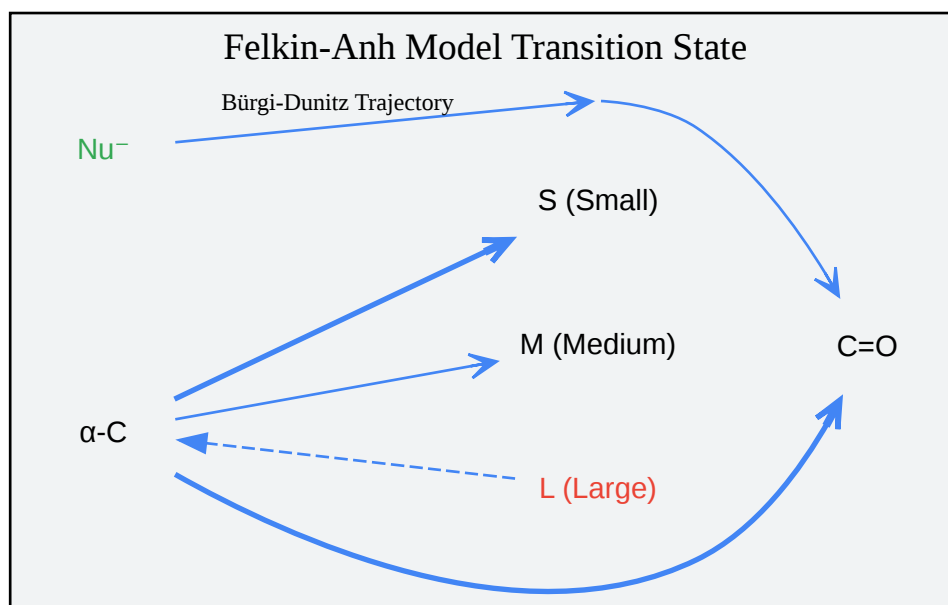 Felkin-Anh Model Transition State
Bürgi-Dunitz Trajectory
Nu⁻
S (Small)
M (Medium)
C=O
α-C
L (Large)